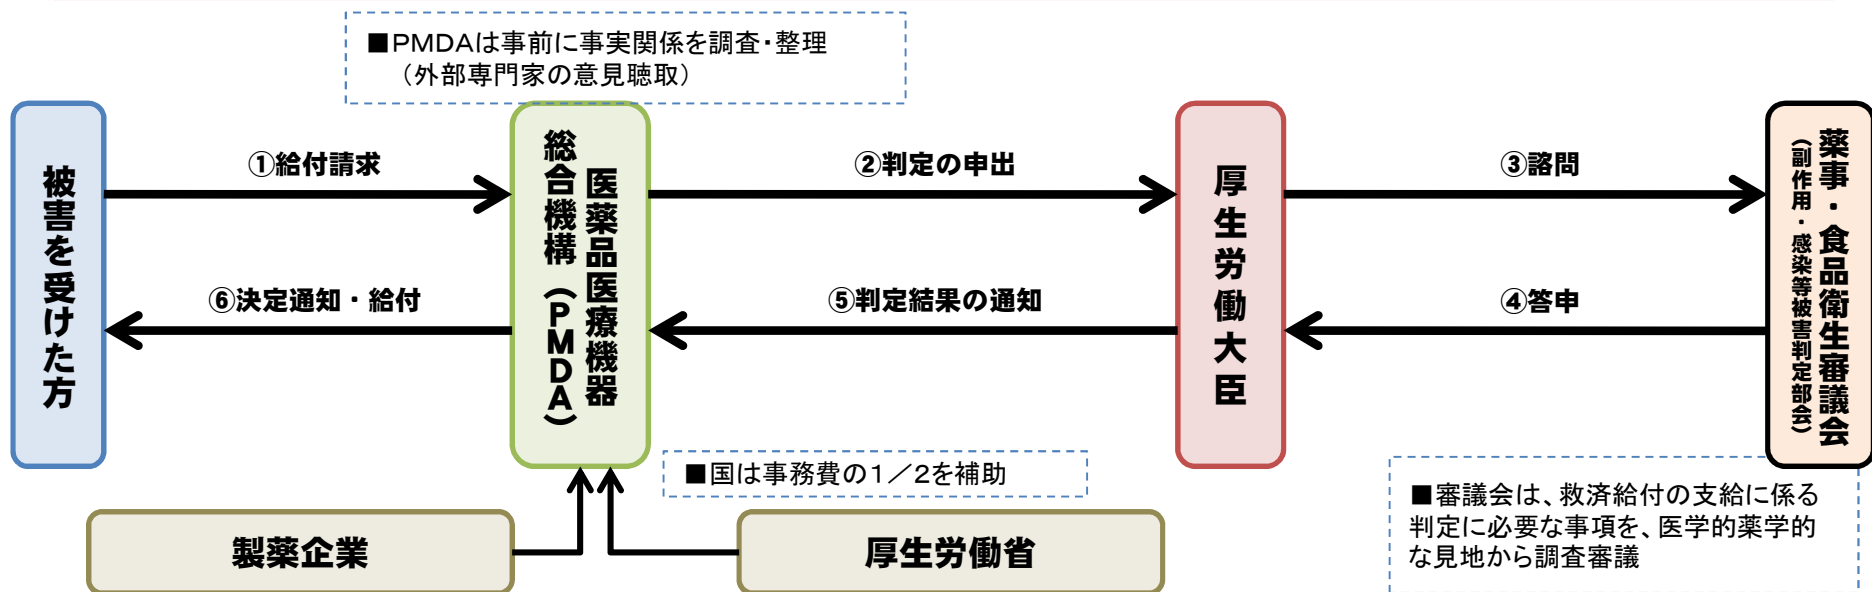 ■PMDAは事前に事実関係を調査・整理
（外部専門家の意見聴取）
被害を受けた方
①給付請求
⑥決定通知・給付
医薬品医療機器
総合機構（PMDA）
②判定の申出
⑤判定結果の通知
厚生労働大臣
③諮問
④答申
薬事・食品衛生審議会
（副作用・感染等被害判定部会）
■国は事務費の１／２を補助
■審議会は、救済給付の支給に係る
判定に必要な事項を、医学的薬学的
な見地から調査審議
製薬企業
厚生労働省